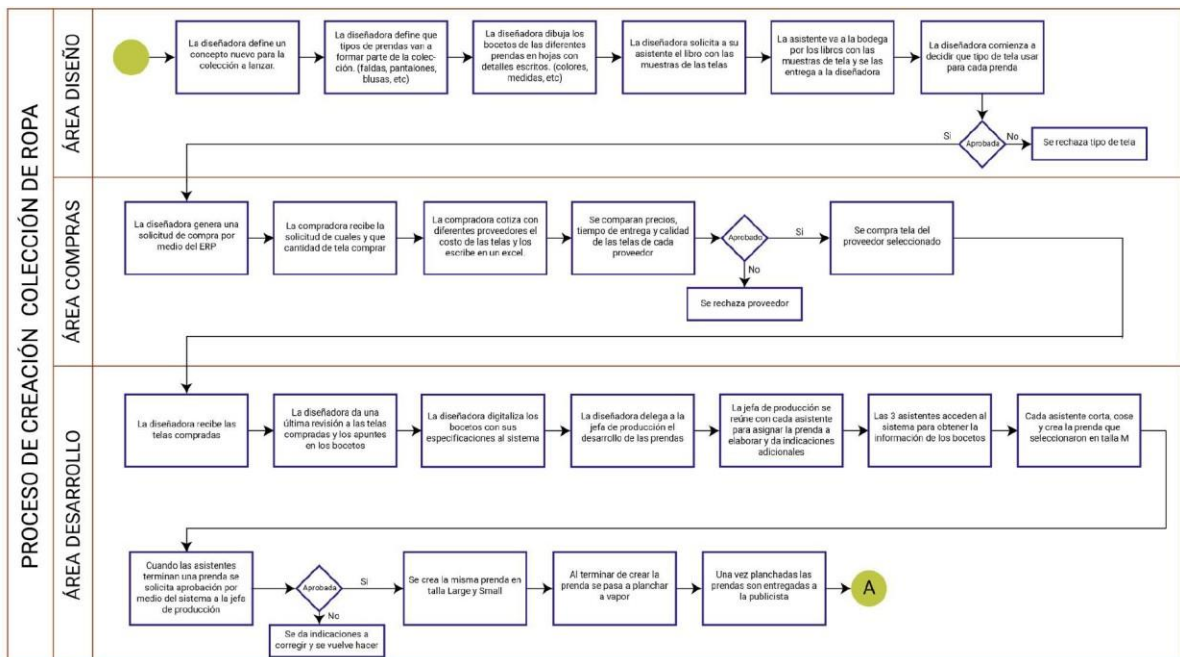 PROCESO DE CREACIÓN COLECCIÓN DE ROPA
ÁREA DISEÑO
La diseñadora define un
concepto nuevo para la
colección a lanzar.
La diseñadora define que
tipos de prendas van a
formar parte de la colec-
ción. (faldas, pantalones,
blusas, etc)
La diseñadora dibuja los
bocetos de las diferentes
prendas en hojas con
detalles escritos. (colores,
medidas, etc)
La diseñadora solicita a su
asistente el libro con las
muestras de las telas
La asistente va a la bodega
por los libros con las
muestras de tela y se las
entrega a la diseñadora
La diseñadora comienza a
decidir que tipo de tela usar
para cada prenda
Si
Aprobada
No
Se rechaza tipo de tela
ÁREA COMPRAS
La diseñadora genera una
solicitud de compra por
medio del ERP
La compradora recibe la
solicitud de cuales y que
cantidad de tela comprar
La compradora cotiza con
diferentes proveedores el
costo de las telas y los
escribe en un excel.
Se comparan precios,
tiempo de entrega y calidad
de las telas de cada
proveedor
Aprobado
Si
No
Se rechaza proveedor
Se compra tela del
proveedor seleccionado
ÁREA DESARROLLO
La diseñadora recibe las
telas compradas
La diseñadora da una
última revisión a las telas
compradas y los apuntes
en los bocetos
La diseñadora digitaliza los
bocetos con sus
especificaciones al sistema
La diseñadora delega a la
jefa de producción el
desarrollo de las prendas
La jefa de producción se
reúne con cada asistente
para asignar la prenda a
elaborar y da indicaciones
adicionales
Las 3 asistentes acceden al
sistema para obtener la
información de los bocetos
Cada asistente corta, cose
y crea la prenda que
seleccionaron en talla M
Cuando las asistentes
terminan una prenda se
solicita aprobación por
medio del sistema a la jefa
de producción
Aprobada
Si
No
Se da indicaciones a
corregir y se vuelve hacer
Se crea la misma prenda en
talla Large y Small
Al terminar de crear la
prenda se pasa a planchar
a vapor
Una vez planchadas las
prendas son entregadas a
la publicista
A